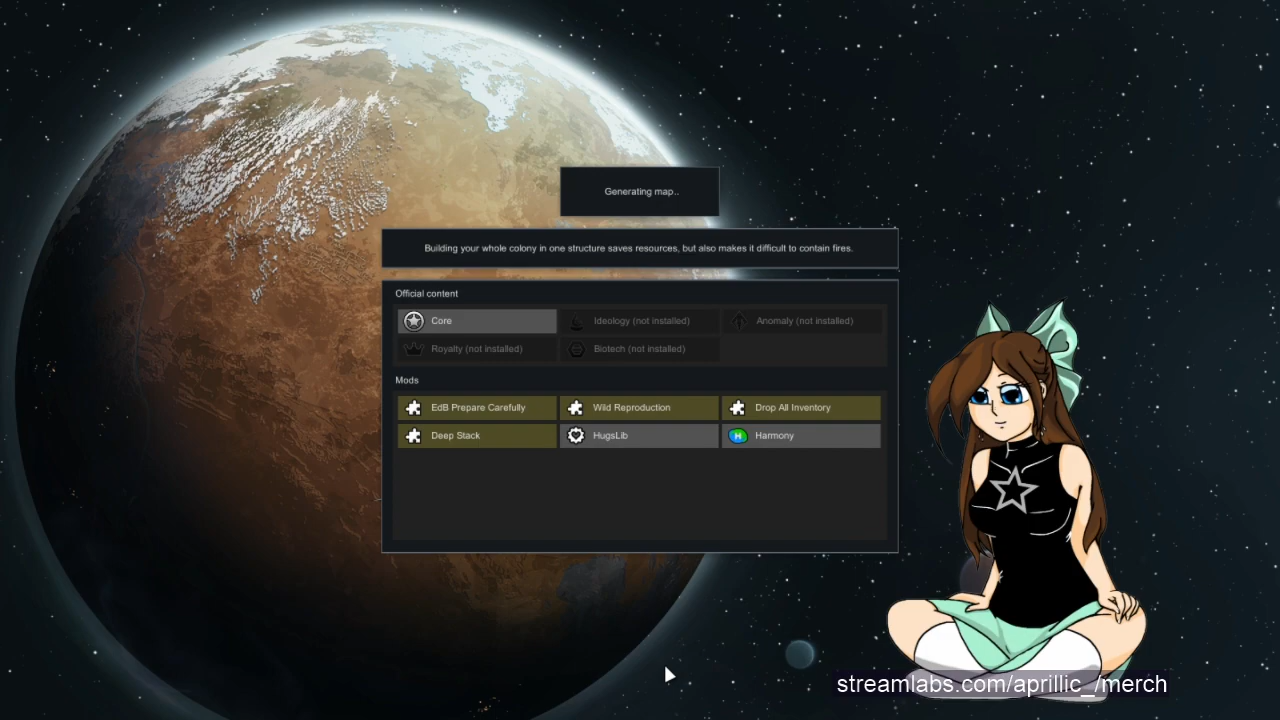 Generating map..
Building your whole colony in one structure saves resources, but also makes it difficult to contain fires.
Official content
Core
Ideology (not installed)
Anomaly (not installed)
Royalty (not installed)
Biotech (not installed)
Mods
EdB Prepare Carefully
Wild Reproduction
Drop All Inventory
Deep Stack
HugsLib
H Harmony
streamlabs.com/aprillic_/merch